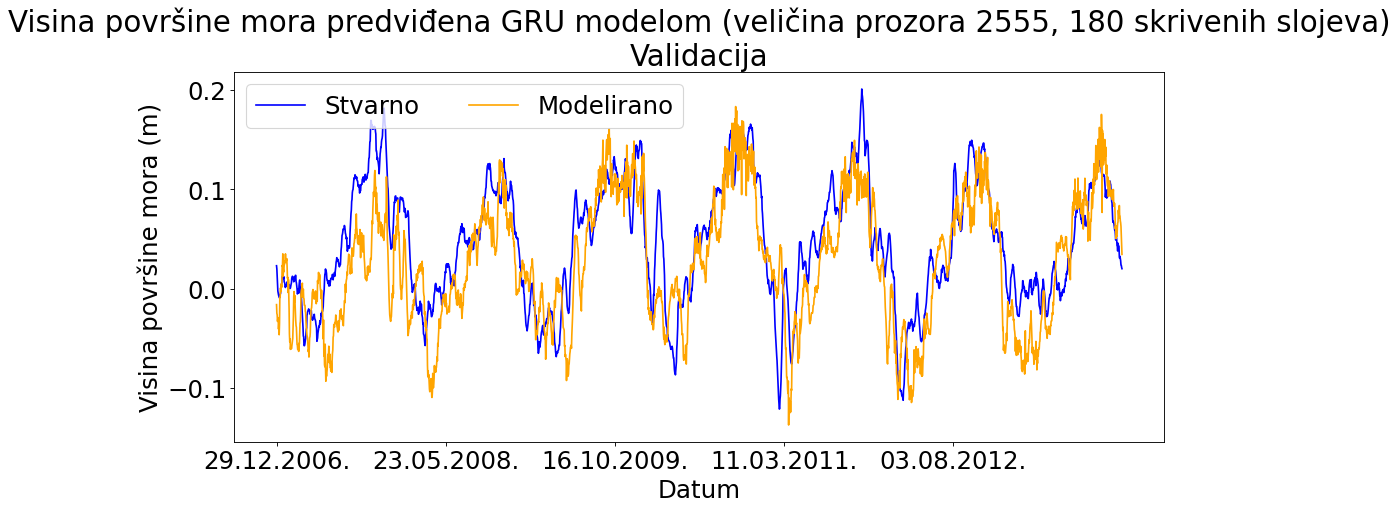 Visina površine mora predviđena GRU modelom (veličina prozora 2555, 180 skrivenih slojeva)
Validacija
Stvarno
Modelirano
Visina površine mora (m)
0.2
0.1
0.0
−0.1
29.12.2006.
23.05.2008.
16.10.2009.
11.03.2011.
03.08.2012.
Datum